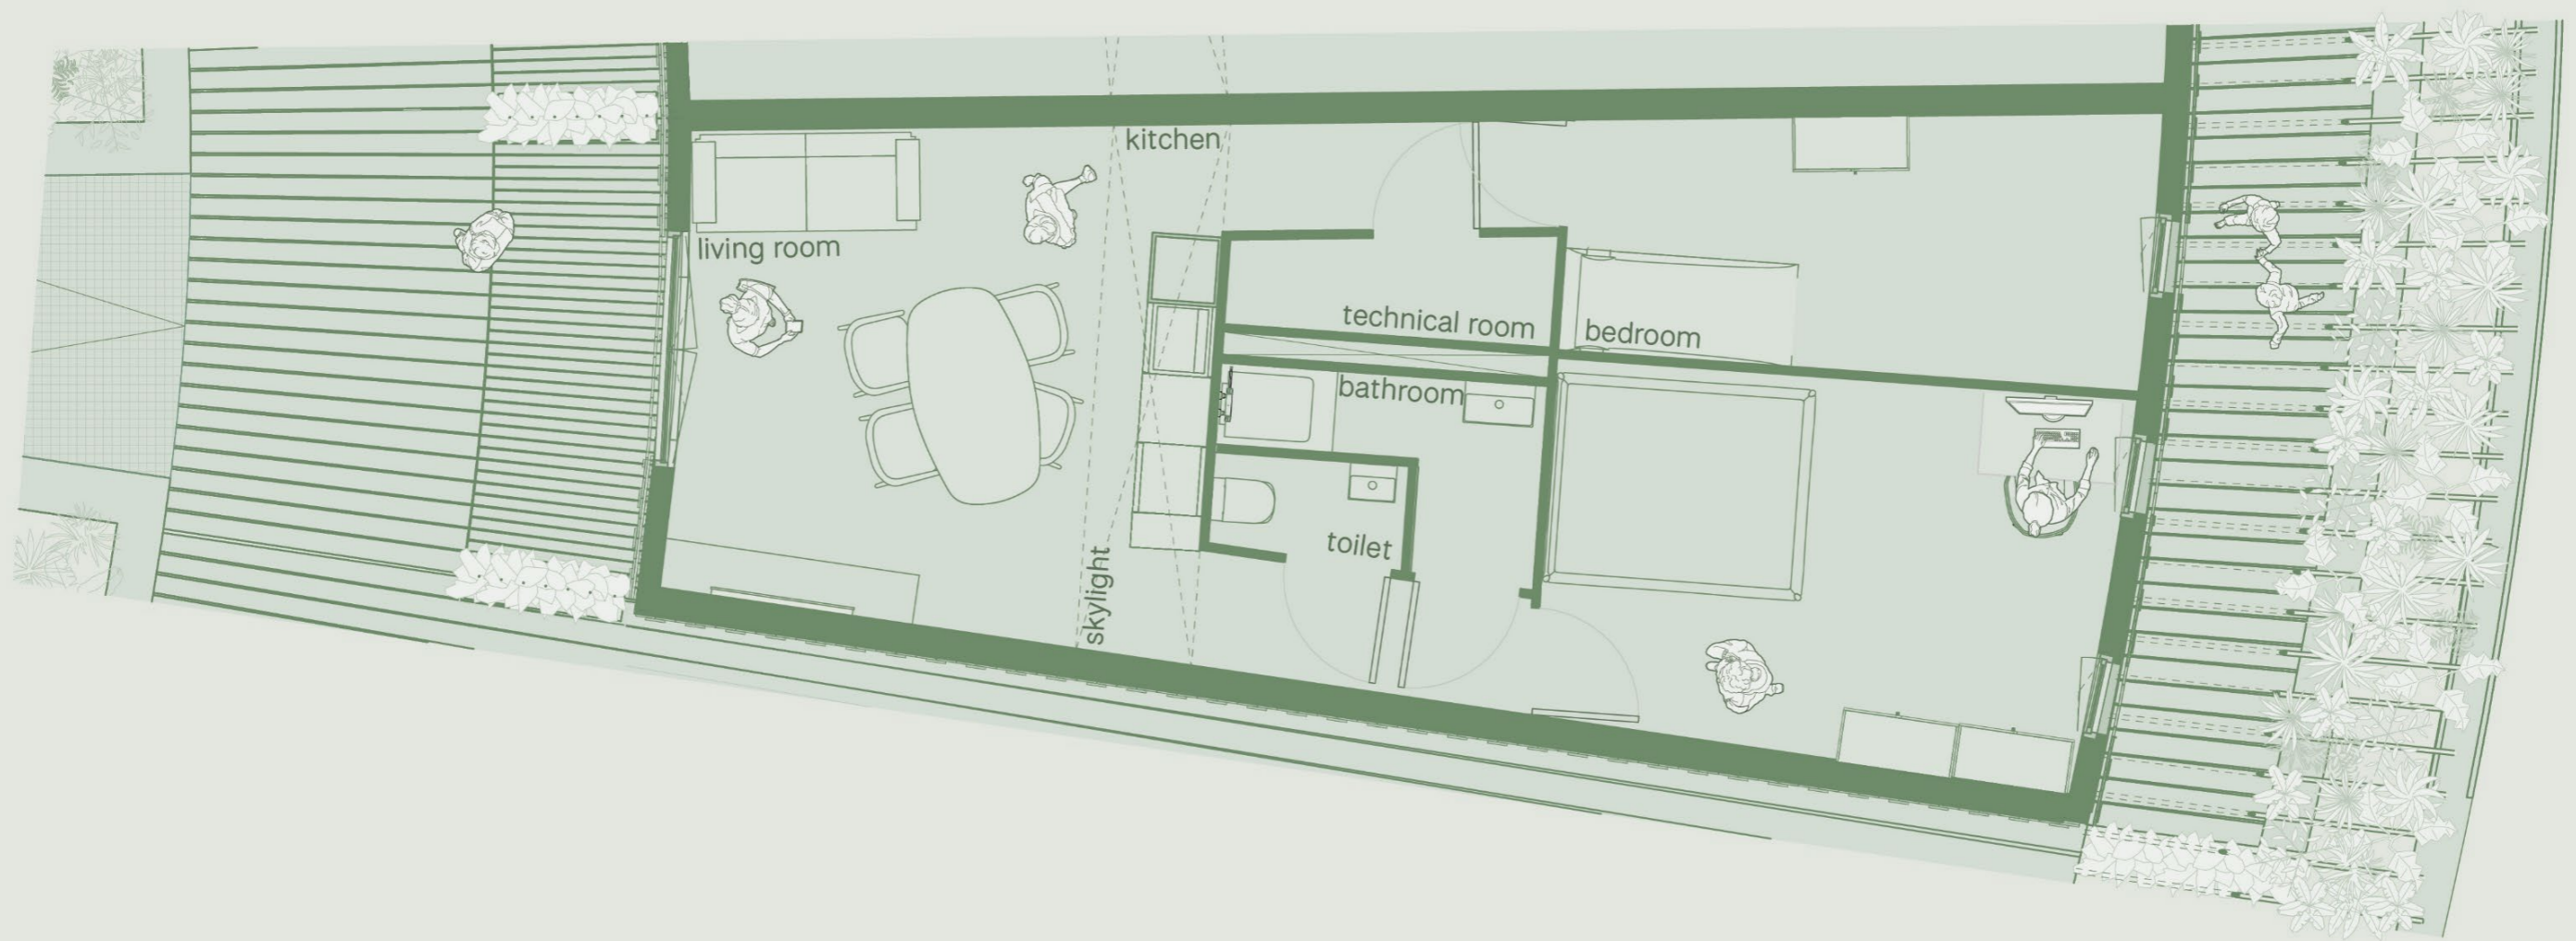 kitchen
living room
technical room
bedroom
bathroom
toilet
skylight